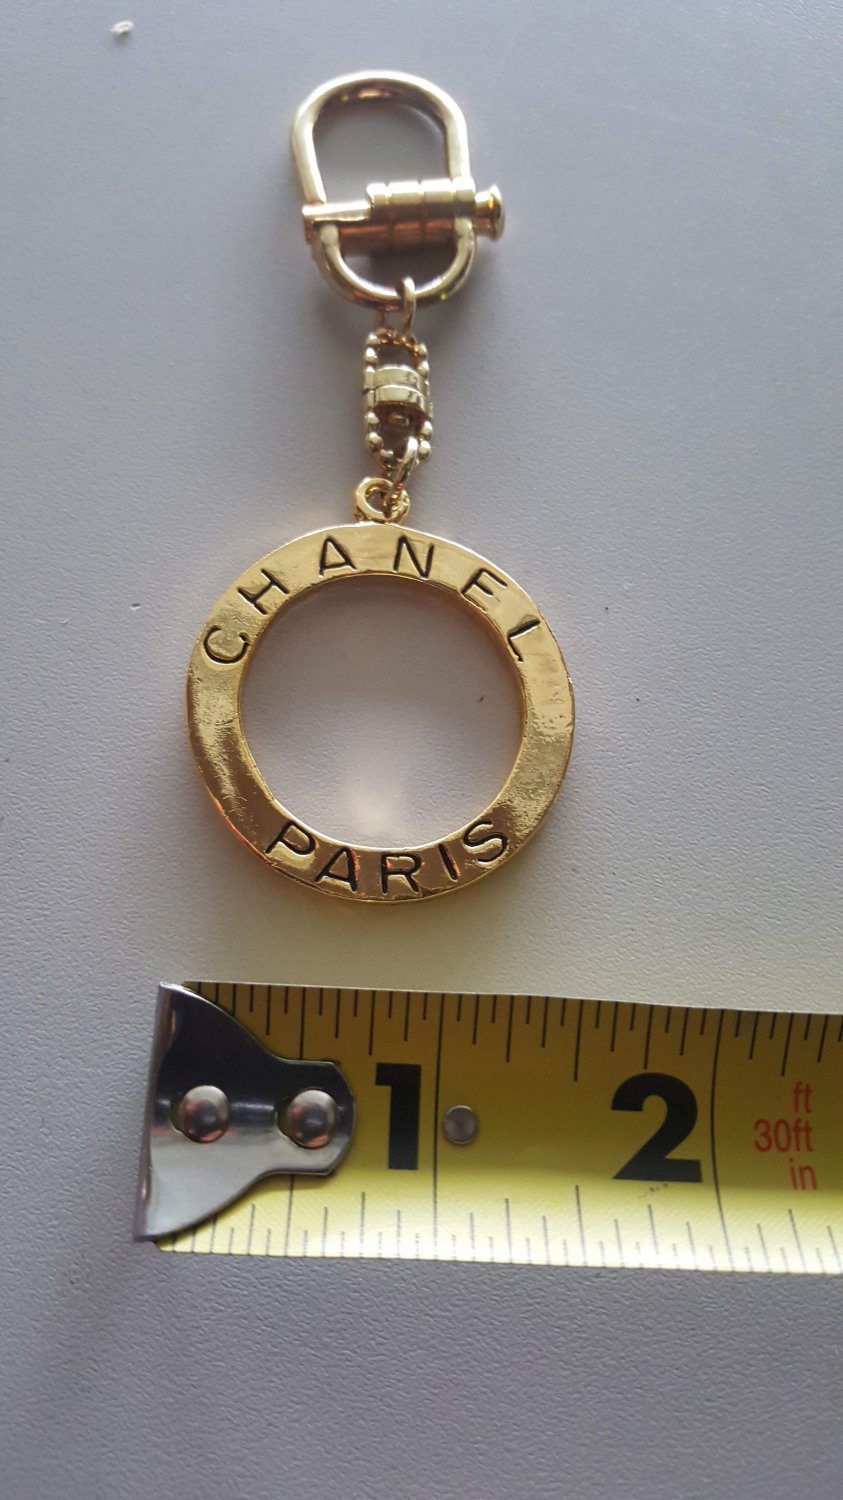 CHANEL
PARIS
1 2 ft
30ft
in